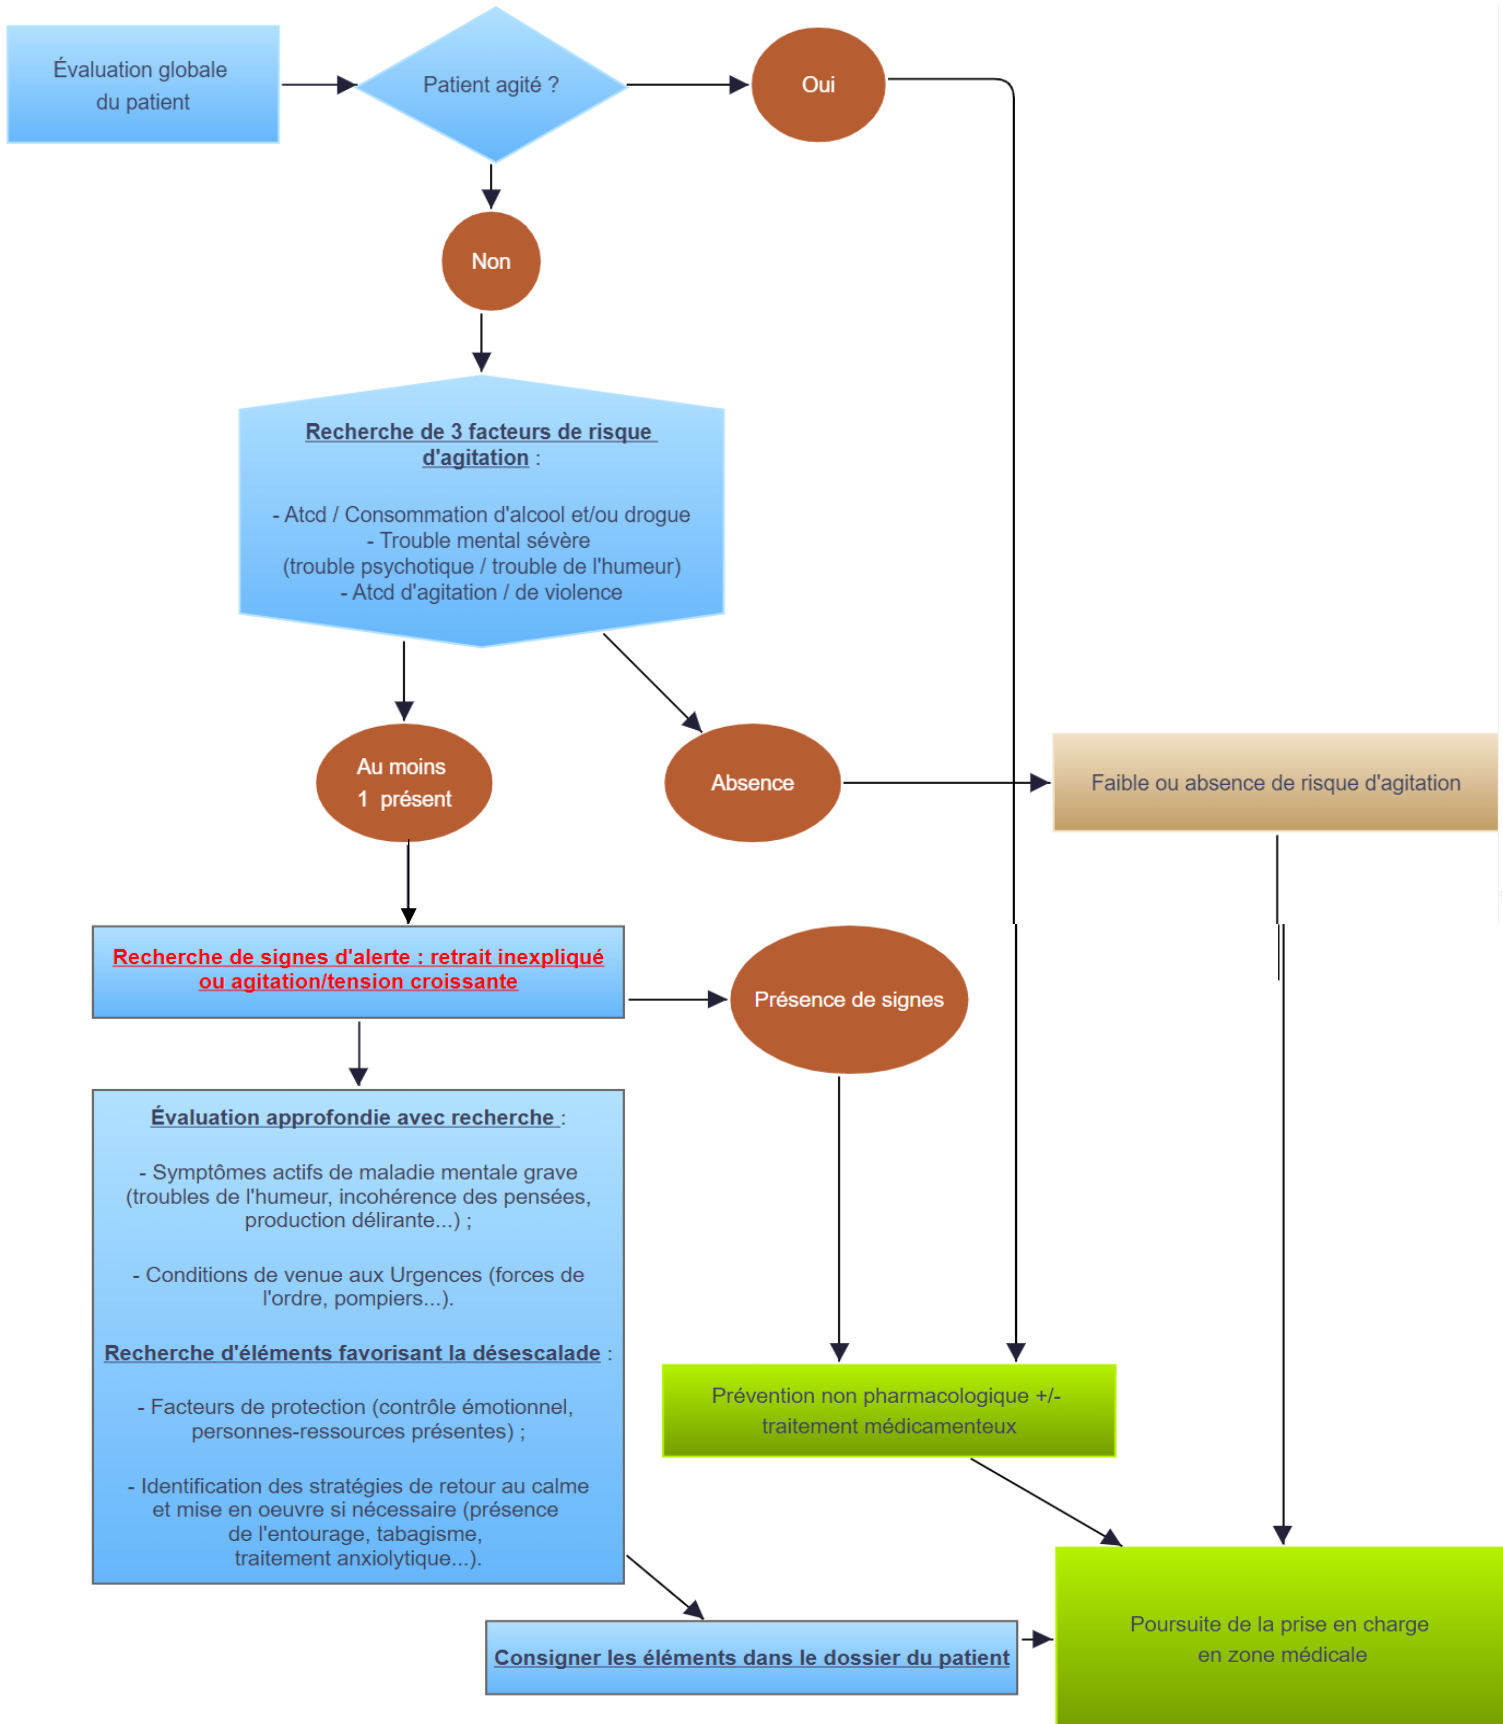 Évaluation globale
du patient
Patient agité ?
Oui
Non
Recherche de 3 facteurs de risque
d'agitation :
- Atcd / Consommation d'alcool et/ou drogue
- Trouble mental sévère
(trouble psychotique / trouble de l'humeur)
- Atcd d'agitation / de violence
Au moins
1 présent
Absence
Faible ou absence de risque d'agitation
Recherche de signes d'alerte : retrait inexpliqué
ou agitation/tension croissante
Présence de signes
Évaluation approfondie avec recherche :
- Symptômes actifs de maladie mentale grave
(troubles de l'humeur, incohérence des pensées,
production délirante...) ;
- Conditions de venue aux Urgences (forces de
l'ordre, pompiers...).
Recherche d'éléments favorisant la désescalade :
- Facteurs de protection (contrôle émotionnel,
personnes-ressources présentes) ;
- Identification des stratégies de retour au calme
et mise en oeuvre si nécessaire (présence
de l'entourage, tabagisme,
traitement anxiolytique...).
Prévention non pharmacologique +/-
traitement médicamenteux
Consigner les éléments dans le dossier du patient
Poursuite de la prise en charge
en zone médicale